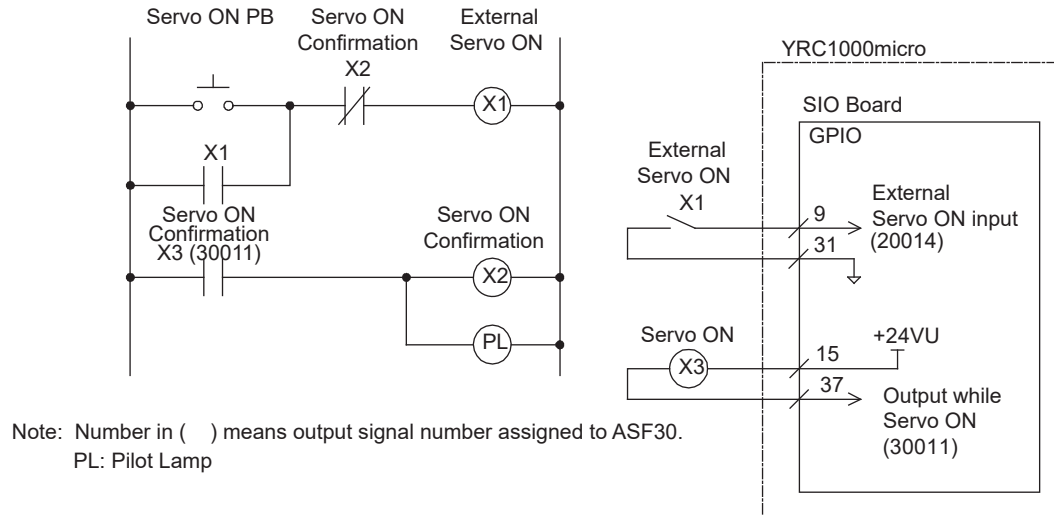 Servo ON PB
Servo ON
Confirmation
X2
External
Servo ON
X1
X1
Servo ON
Confirmation
X3 (30011)
Servo ON
Confirmation
X2
PL
YRC1000micro
SIO Board
GPIO
External
Servo ON
X1
9
31
External
Servo ON input
(20014)
Servo ON
X3
15
37
+24VU
Output while
Servo ON
(30011)
Note: Number in ( ) means output signal number assigned to ASF30.
PL: Pilot Lamp